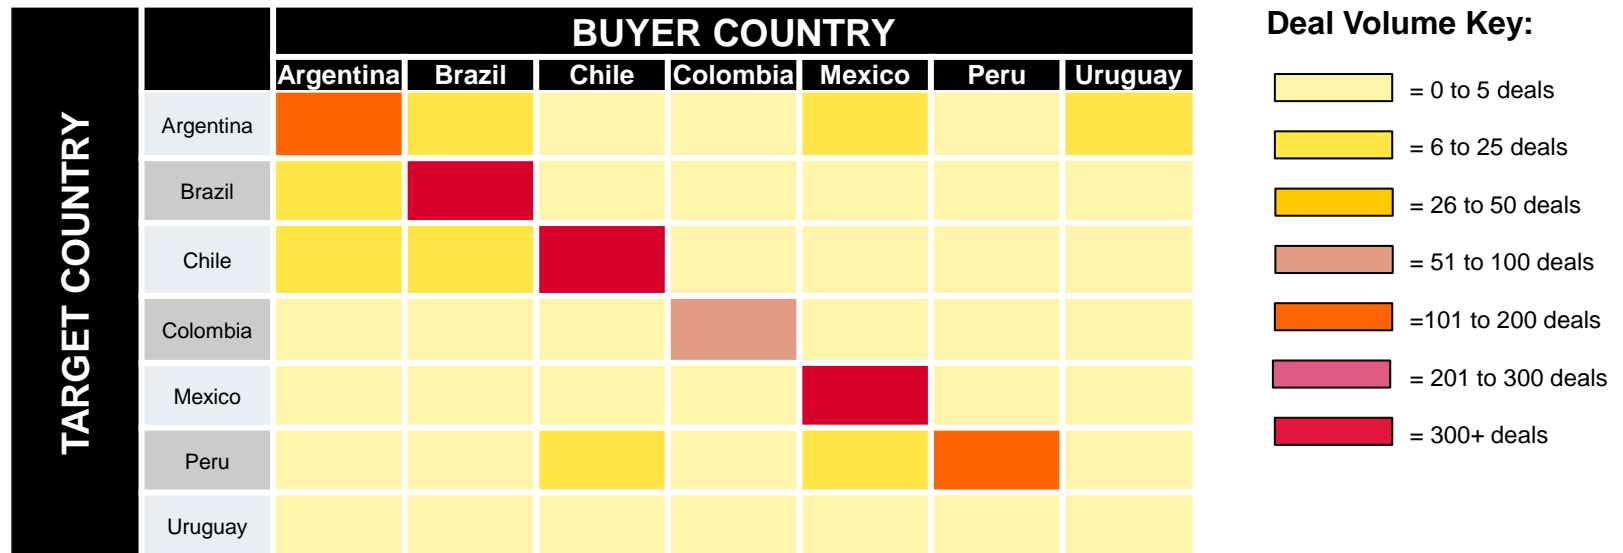 BUYER COUNTRY
Argentina Brazil Chile Colombia Mexico Peru Uruguay
TARGET COUNTRY
Argentina
Brazil
Chile
Colombia
Mexico
Peru
Uruguay
Deal Volume Key:
= 0 to 5 deals
= 6 to 25 deals
= 26 to 50 deals
= 51 to 100 deals
=101 to 200 deals
= 201 to 300 deals
= 300+ deals